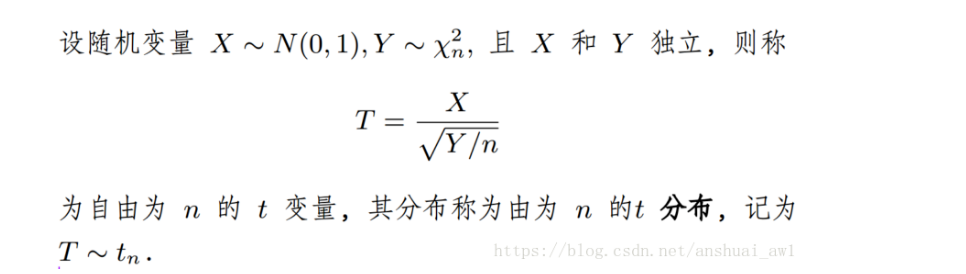 设随机变量 X ~ N(0, 1), Y ~ χ²ₙ, 且 X 和 Y 独立, 则称
T = X / √(Y/n)
为自由为 n 的 t 变量, 其分布称为由为 n 的t 分布, 记为
T ~ tₙ.
https://blog.csdn.net/anshuai_aw1